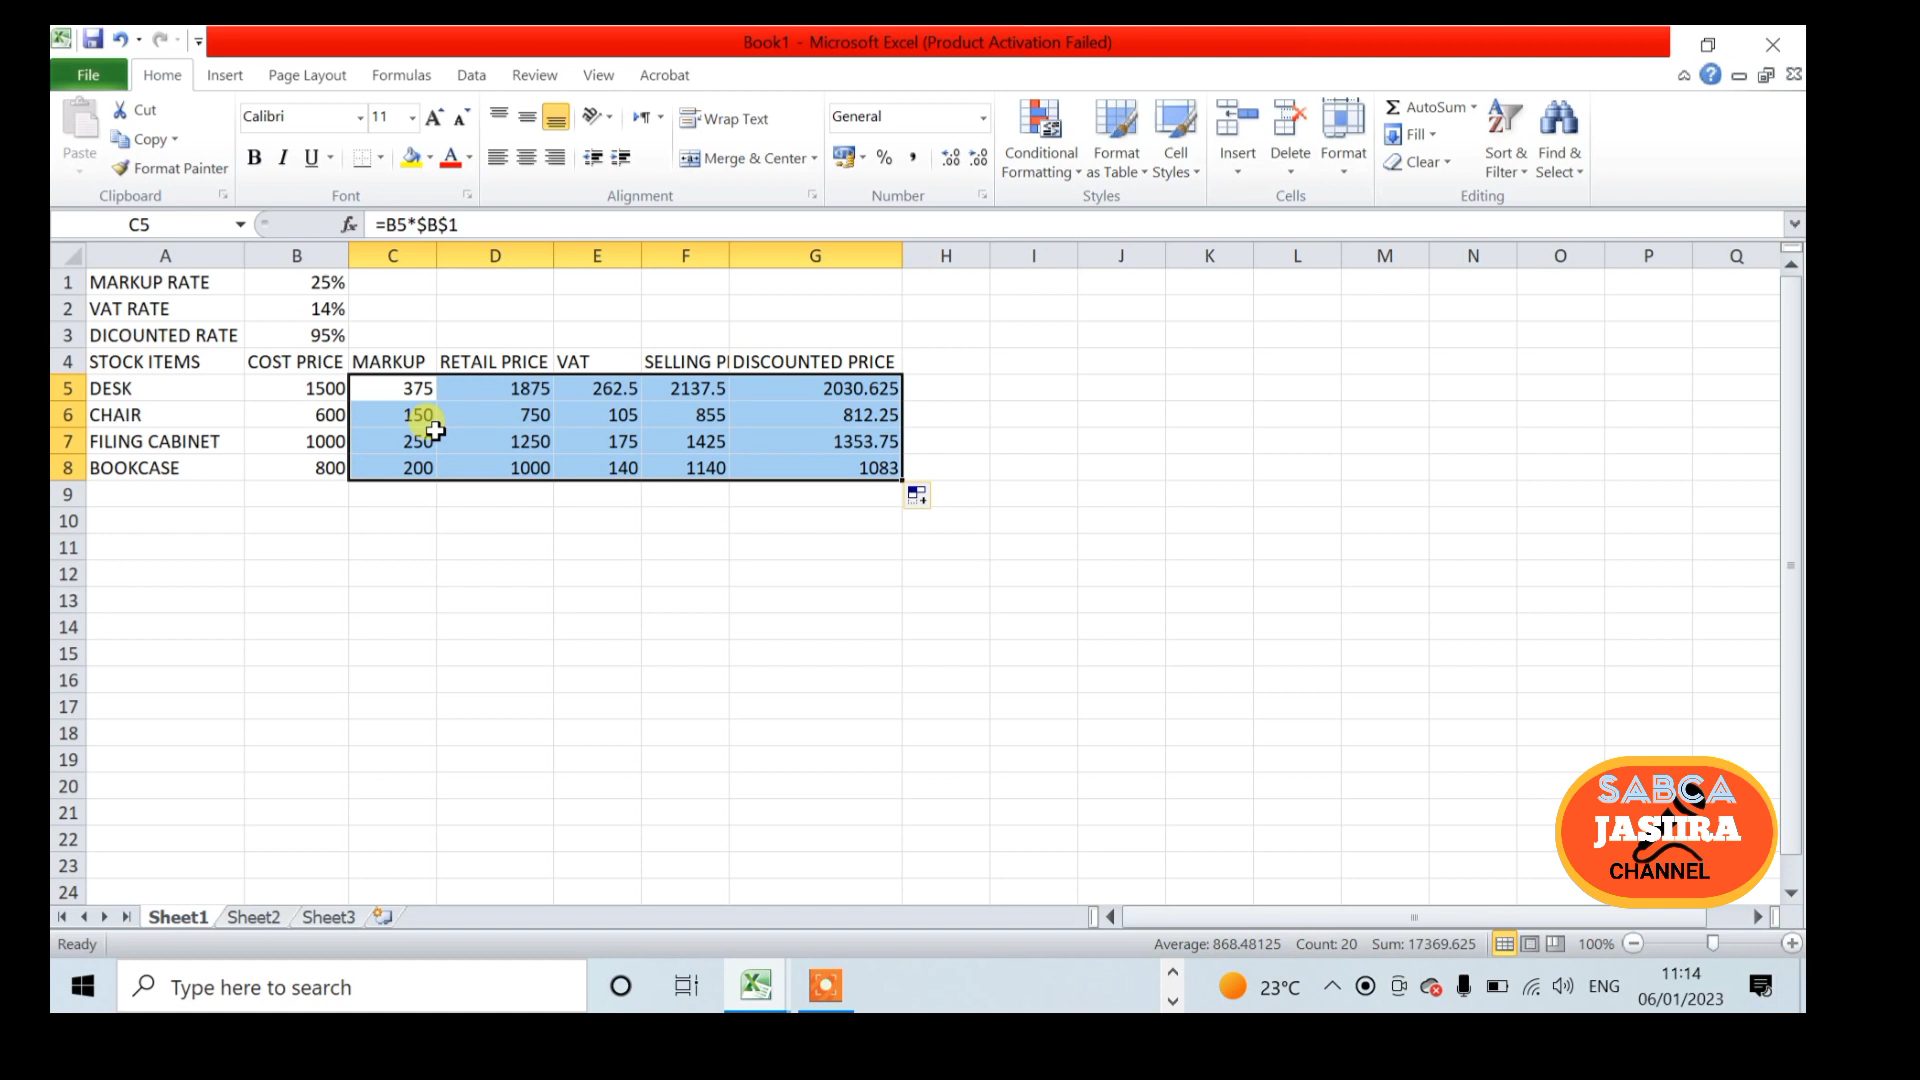 Book1 - Microsoft Excel (Product Activation Failed)
File Home Insert Page Layout Formulas Data Review View Acrobat
Paste Cut Copy Format Painter Clipboard
Calibri 11 B I U A Font
Wrap Text Merge & Center Alignment
General % , .00 Number
Conditional Formatting Format as Table Cell Styles Styles
Insert Delete Format Cells
Σ AutoSum Fill Clear Sort & Filter Find & Select Editing
C5 fx =B5*$B$1
A B C D E F G H I J K L M N O P Q
1 MARKUP RATE 25%
2 VAT RATE 14%
3 DICOUNTED RATE 95%
4 STOCK ITEMS COST PRICE MARKUP RETAIL PRICE VAT SELLING PI DISCOUNTED PRICE
5 DESK 1500 375 1875 262.5 2137.5 2030.625
6 CHAIR 600 150 750 105 855 812.25
7 FILING CABINET 1000 250 1250 175 1425 1353.75
8 BOOKCASE 800 200 1000 140 1140 1083
9
10
11
12
13
14
15
16
17
18
19
20
21
22
23
24
SABCA
JASIIRA
CHANNEL
Sheet1 Sheet2 Sheet3
Ready Average: 868.48125 Count: 20 Sum: 17369.625 100%
Type here to search 23°C ENG 11:14
06/01/2023